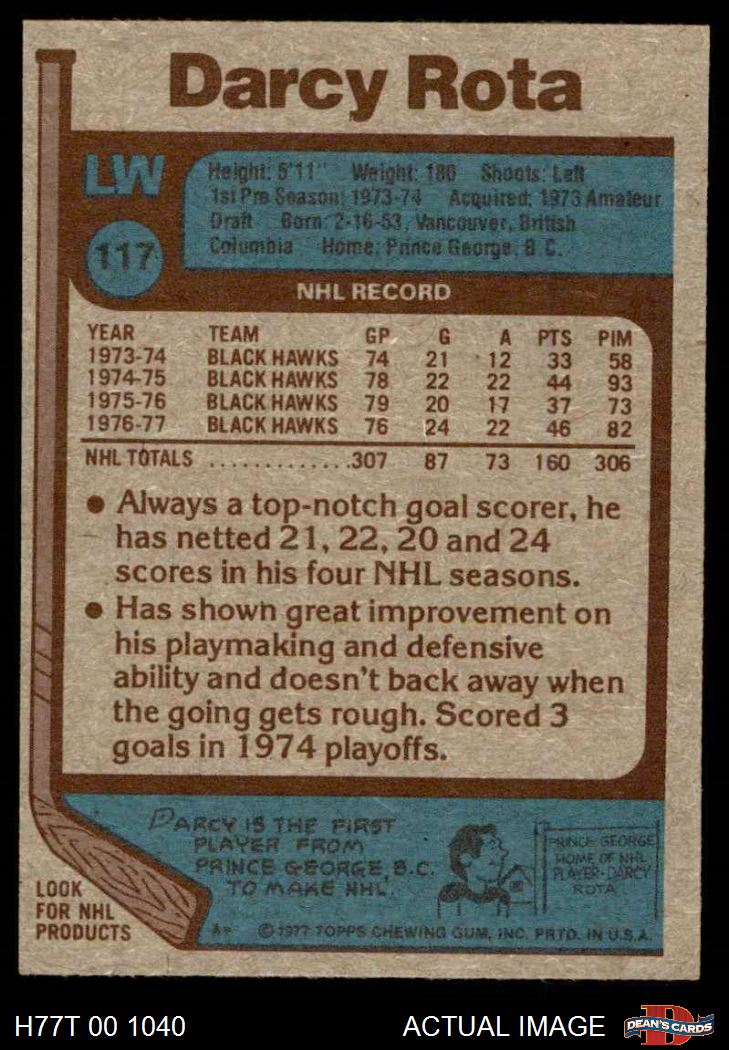 Darcy Rota
LW
Height: 5'11" Weight: 180 Shoots: Left
1st Pro Season: 1973-74 Acquired: 1973 Amateur
Draft Born: 2-16-53, Vancouver, British
Columbia Home: Prince George, B.C.
117
NHL RECORD
YEAR TEAM GP G A PTS PIM
1973-74 BLACK HAWKS 74 21 12 33 58
1974-75 BLACK HAWKS 78 22 22 44 93
1975-76 BLACK HAWKS 79 20 17 37 73
1976-77 BLACK HAWKS 76 24 22 46 82
NHL TOTALS .............307 87 73 160 306
● Always a top-notch goal scorer, he
has netted 21, 22, 20 and 24
scores in his four NHL seasons.
● Has shown great improvement on
his playmaking and defensive
ability and doesn't back away when
the going gets rough. Scored 3
goals in 1974 playoffs.
DARCY IS THE FIRST
PLAYER FROM
PRINCE GEORGE, B.C.
TO MAKE NHL.
PRINCE GEORGE
HOME OF NHL
PLAYER-DARCY
ROTA
LOOK
FOR NHL
PRODUCTS
A* © 1977 TOPPS CHEWING GUM, INC. PRTD. IN U.S.A.
H77T 00 1040 ACTUAL IMAGE
D
DEAN'S CARDS